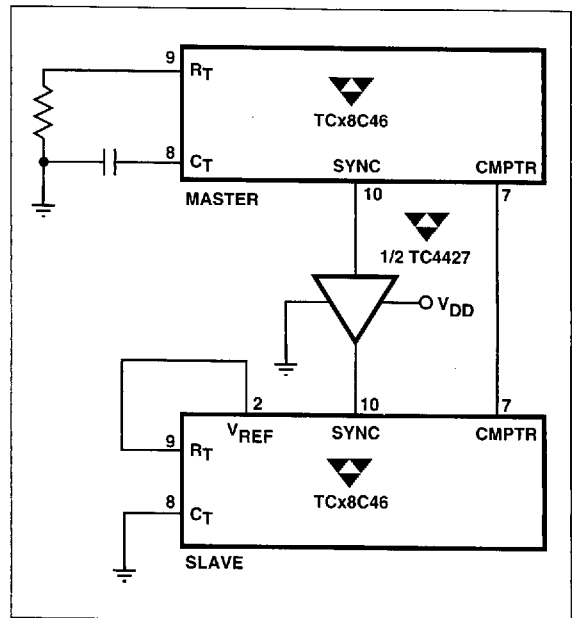 9
RT
TCx8C46
8
CT
SYNC
CMPTR
MASTER
10
7
1/2 TC4427
VDD
2
10
7
VREF
SYNC
CMPTR
9
RT
TCx8C46
8
CT
SLAVE